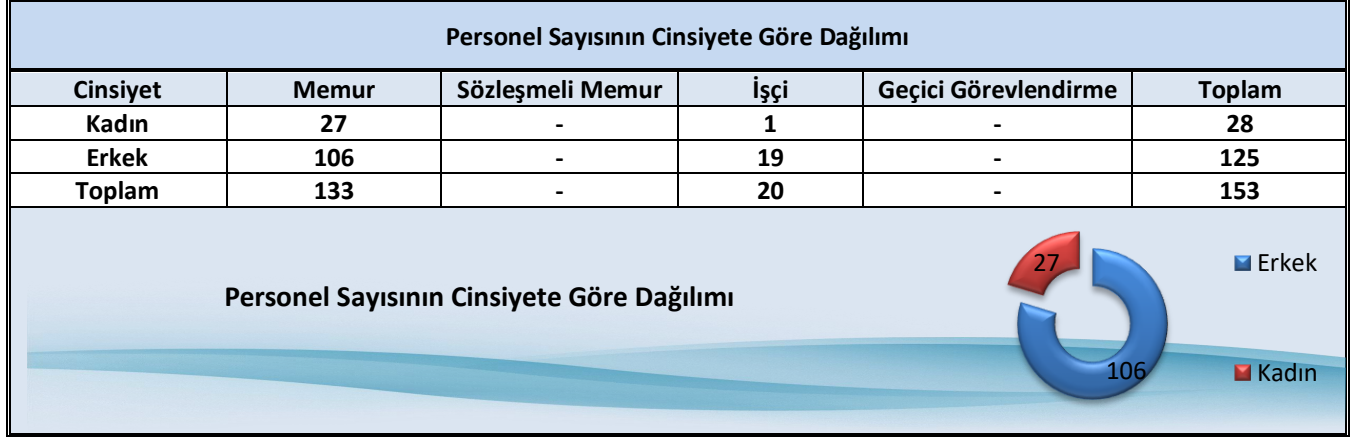 Personel Sayısının Cinsiyete Göre Dağılımı
Cinsiyet Memur Sözleşmeli Memur İşçi Geçici Görevlendirme Toplam
Kadın 27 - 1 - 28
Erkek 106 - 19 - 125
Toplam 133 - 20 - 153
Personel Sayısının Cinsiyete Göre Dağılımı
27
106
Erkek
Kadın